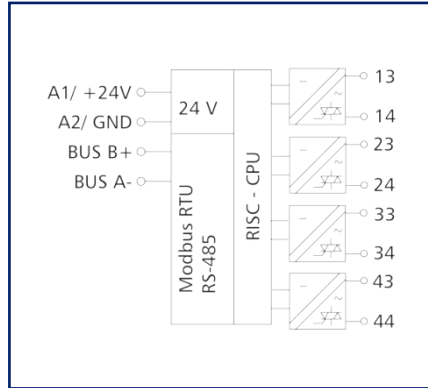 A1/ +24V
A2/ GND
BUS B+
BUS A-
24 V
Modbus RTU
RS-485
RISC - CPU
13
14
23
24
33
34
43
44